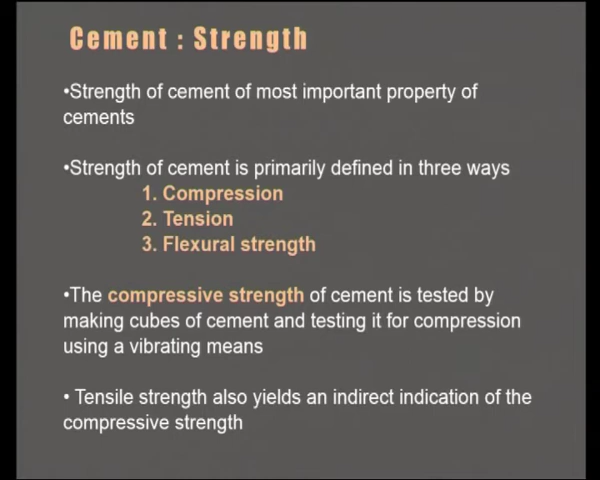 Cement : Strength
•Strength of cement of most important property of
cements
•Strength of cement is primarily defined in three ways
1. Compression
2. Tension
3. Flexural strength
•The compressive strength of cement is tested by
making cubes of cement and testing it for compression
using a vibrating means
• Tensile strength also yields an indirect indication of the
compressive strength